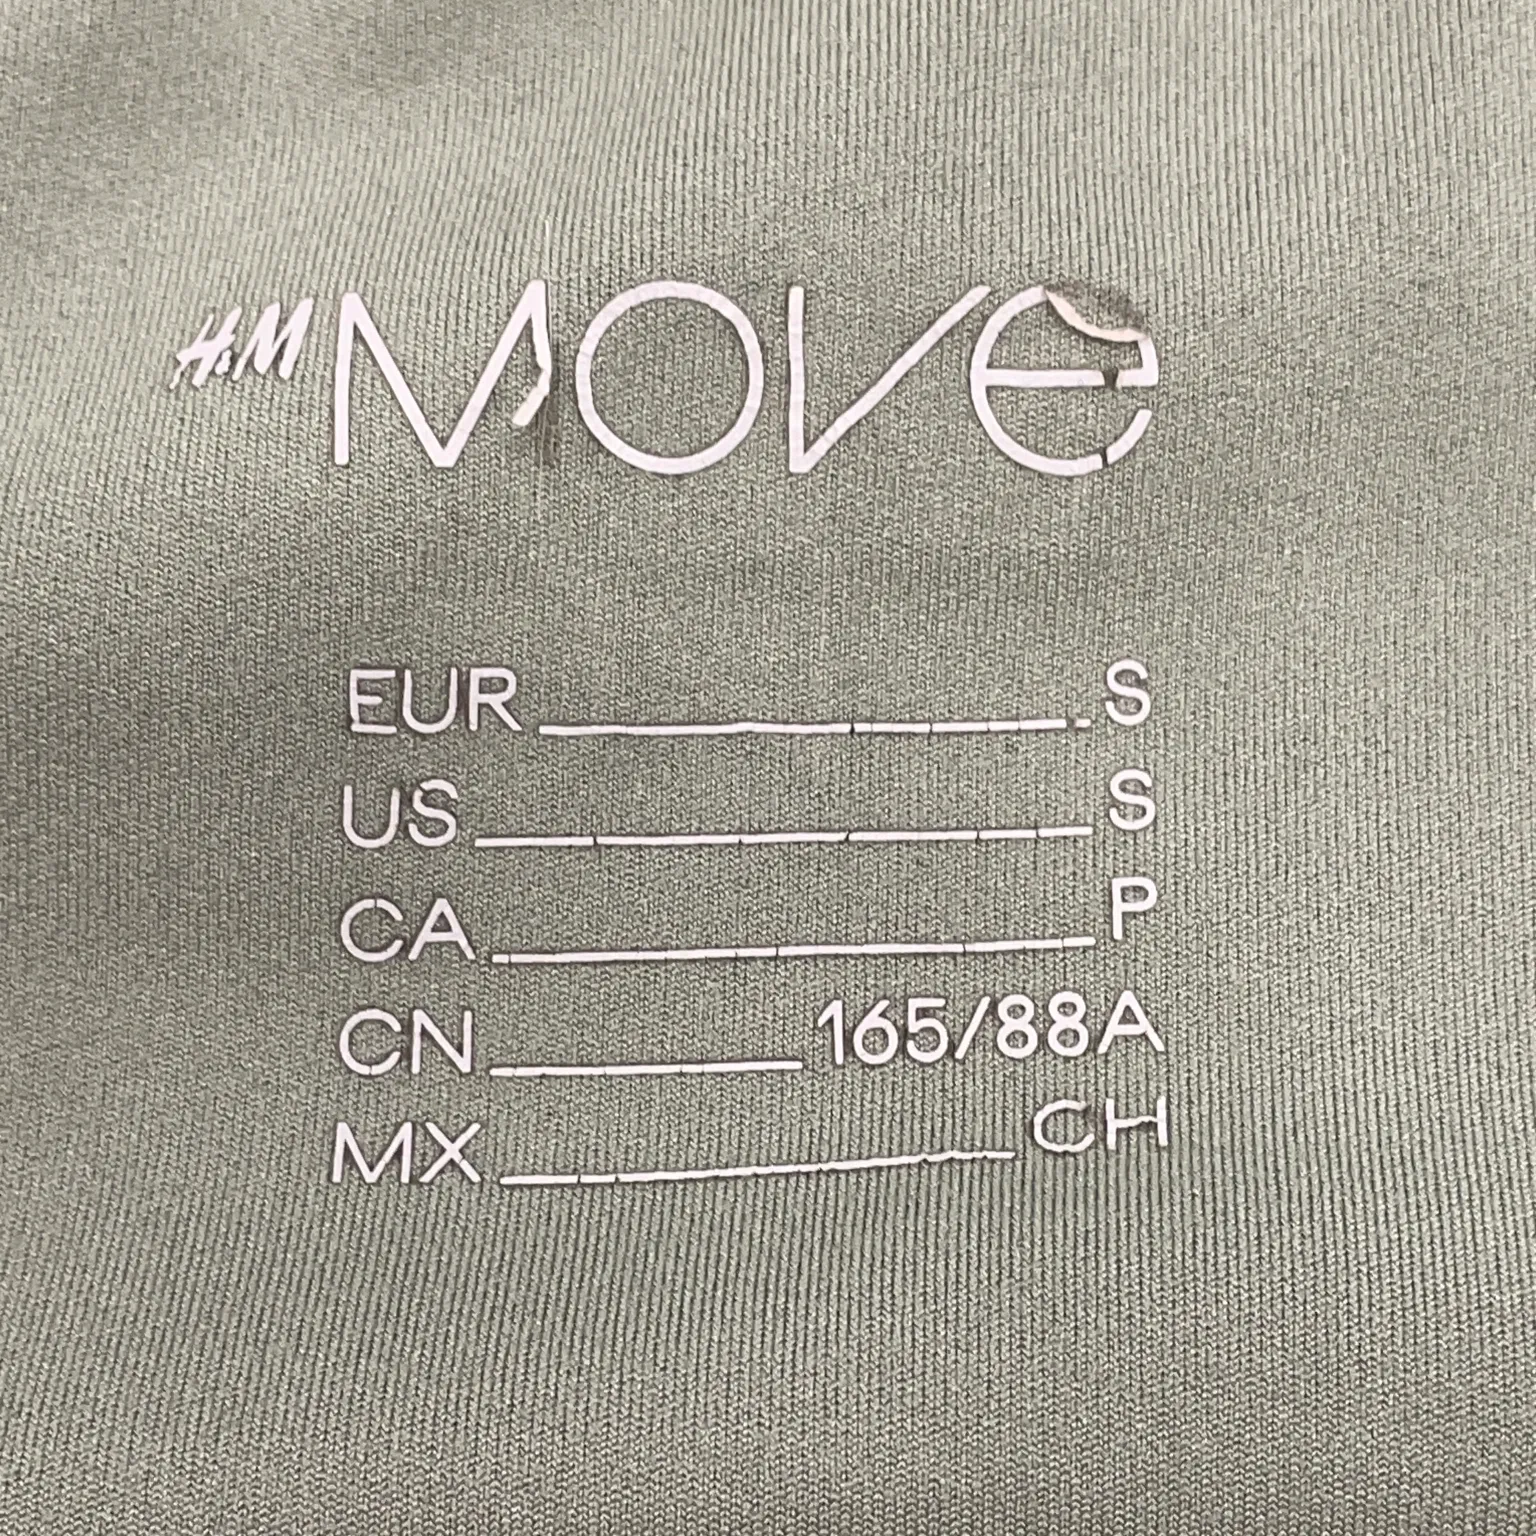 H&M MOVE
EUR S
US S
CA P
CN 165/88A
MX CH